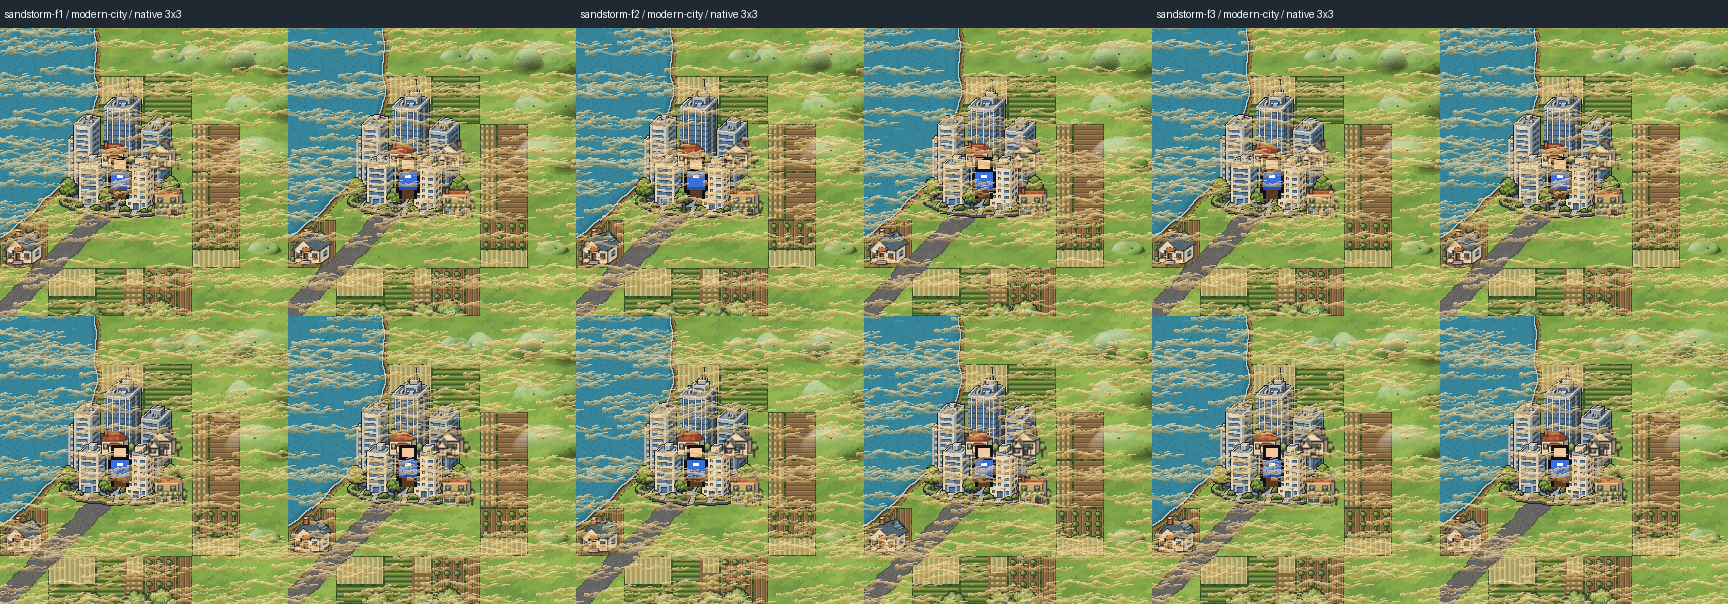 sandstorm-f1 / modern-city / native 3x3
sandstorm-f2 / modern-city / native 3x3
sandstorm-f3 / modern-city / native 3x3